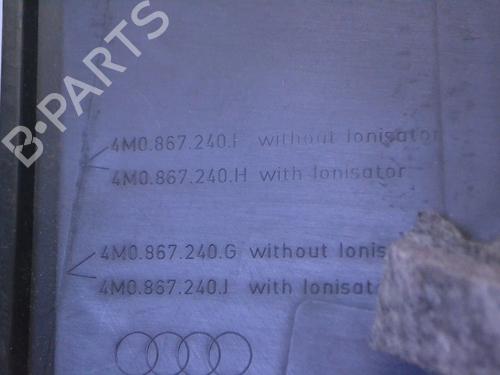 B-PARTS
4M0.867.240.F without Ionisator
4M0.867.240.H with Ionisator
4M0.867.240.G without
4M0.867.240.J with